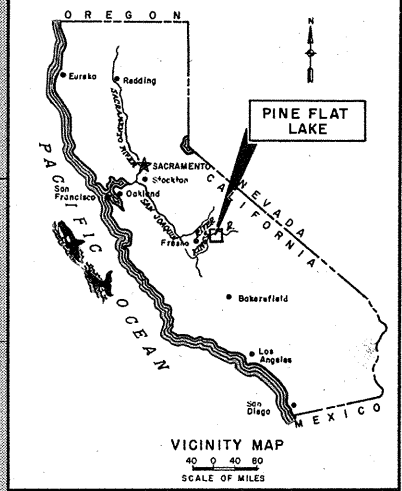 OREGON
N
Eureka
Redding
SACRAMENTO RIVER
PINE FLAT
LAKE
SACRAMENTO
Stockton
NEVADA
CALIFORNIA
San
Francisco
Oakland
SAN JOAQUIN
RIVER
R.
Fresno
PACIFIC OCEAN
Bakersfield
Los
Angeles
San
Diego
MEXICO
VICINITY MAP
40 0 40 80
SCALE OF MILES